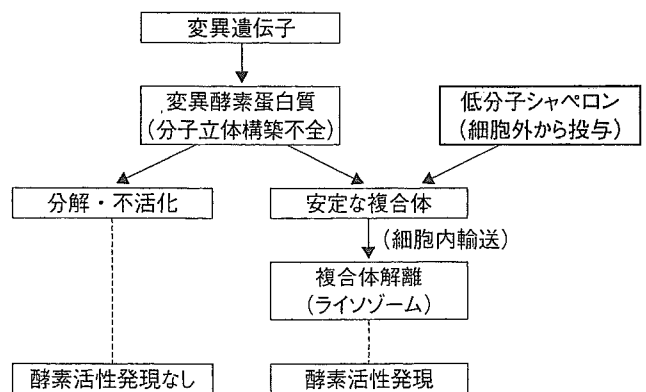 変異遺伝子
変異酵素蛋白質
(分子立体構築不全)
低分子シャペロン
(細胞外から投与)
分解・不活化
安定な複合体
(細胞内輸送)
複合体解離
(ライソゾーム)
酵素活性発現なし
酵素活性発現